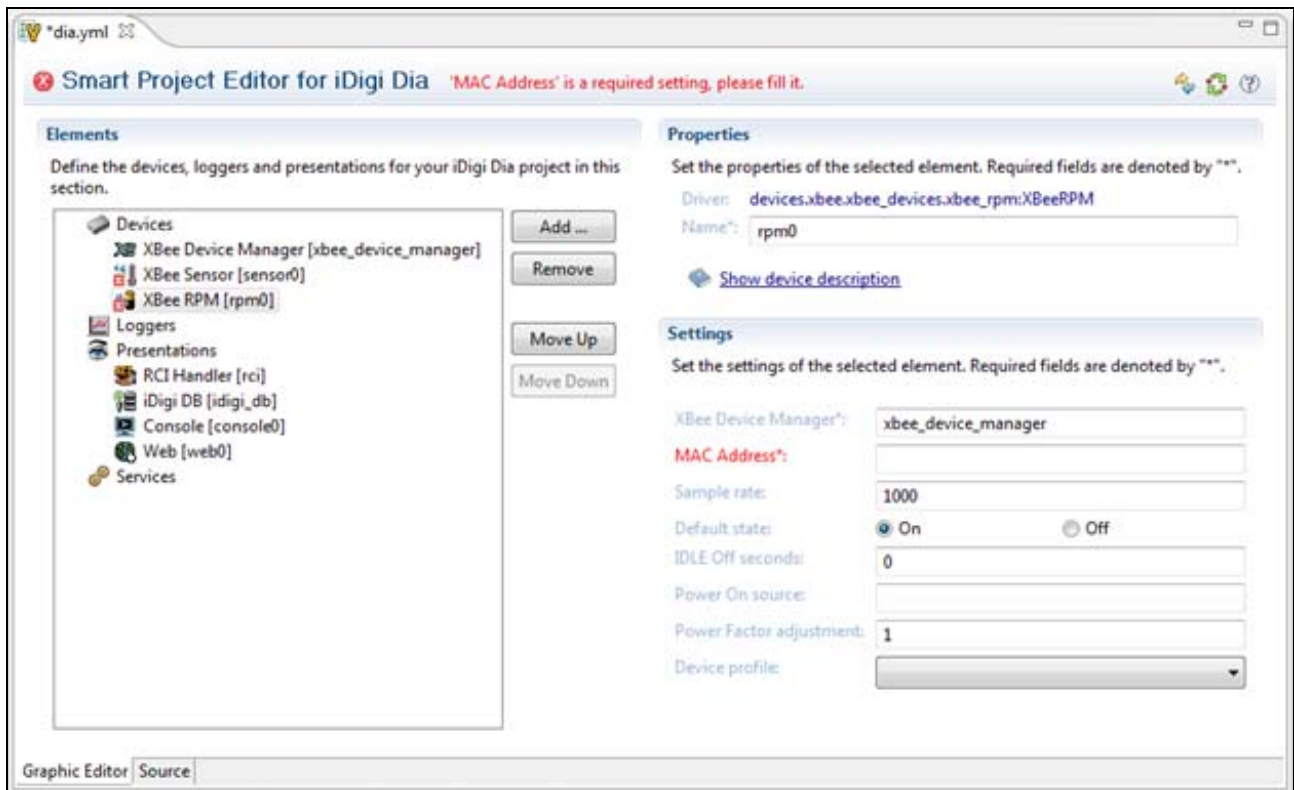 *dia.yml
Smart Project Editor for iDigi Dia 'MAC Address' is a required setting, please fill it.
Elements
Define the devices, loggers and presentations for your iDigi Dia project in this
section.
Devices
XBee Device Manager [xbee_device_manager]
XBee Sensor [sensor0]
XBee RPM [rpm0]
Loggers
Presentations
RCI Handler [rci]
iDigi DB [idigi_db]
Console [console0]
Web [web0]
Services
Add ...
Remove
Move Up
Move Down
Properties
Set the properties of the selected element. Required fields are denoted by "*".
Driver: devices.xbee.xbee_devices.xbee_rpm:XBeeRPM
Name*: rpm0
Show device description
Settings
Set the settings of the selected element. Required fields are denoted by "*".
XBee Device Manager*: xbee_device_manager
MAC Address*:
Sample rate: 1000
Default state: On Off
IDLE Off seconds: 0
Power On source:
Power Factor adjustment: 1
Device profile:
Graphic Editor Source